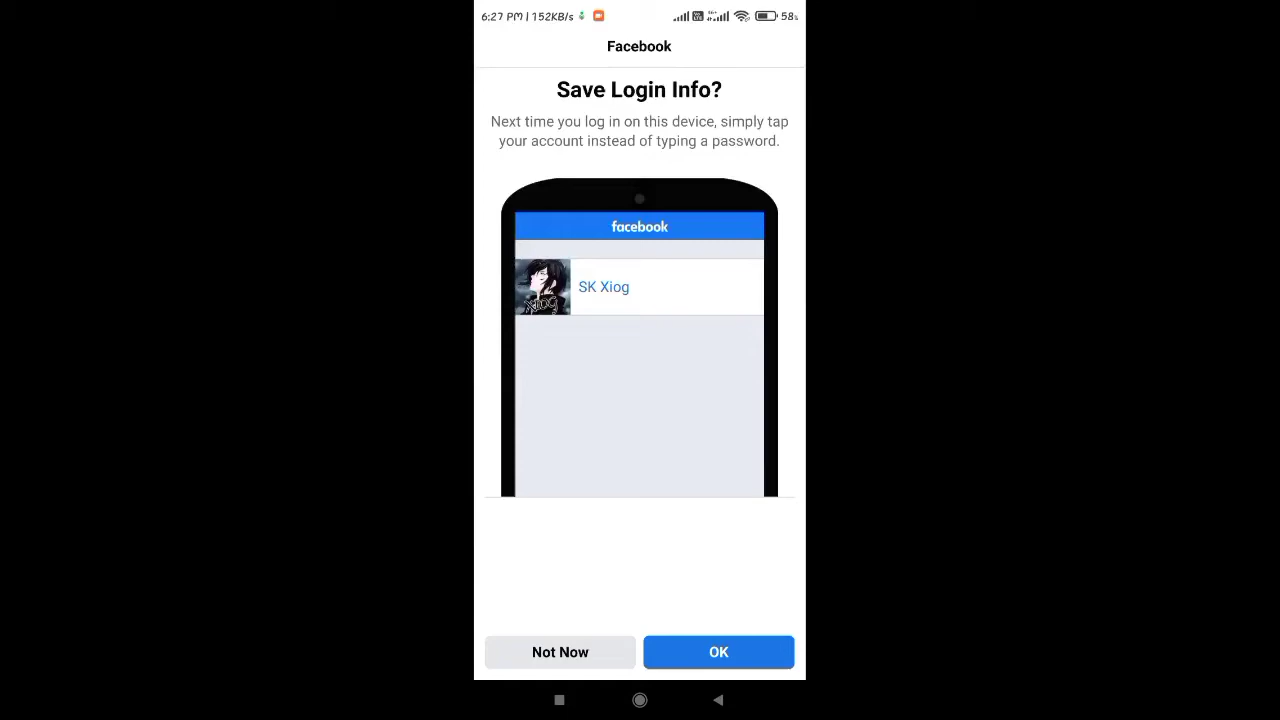 6:27 PM | 152KB/s 58%
Facebook
Save Login Info?
Next time you log in on this device, simply tap
your account instead of typing a password.
facebook
SK Xiog
XIOG
Not Now
OK